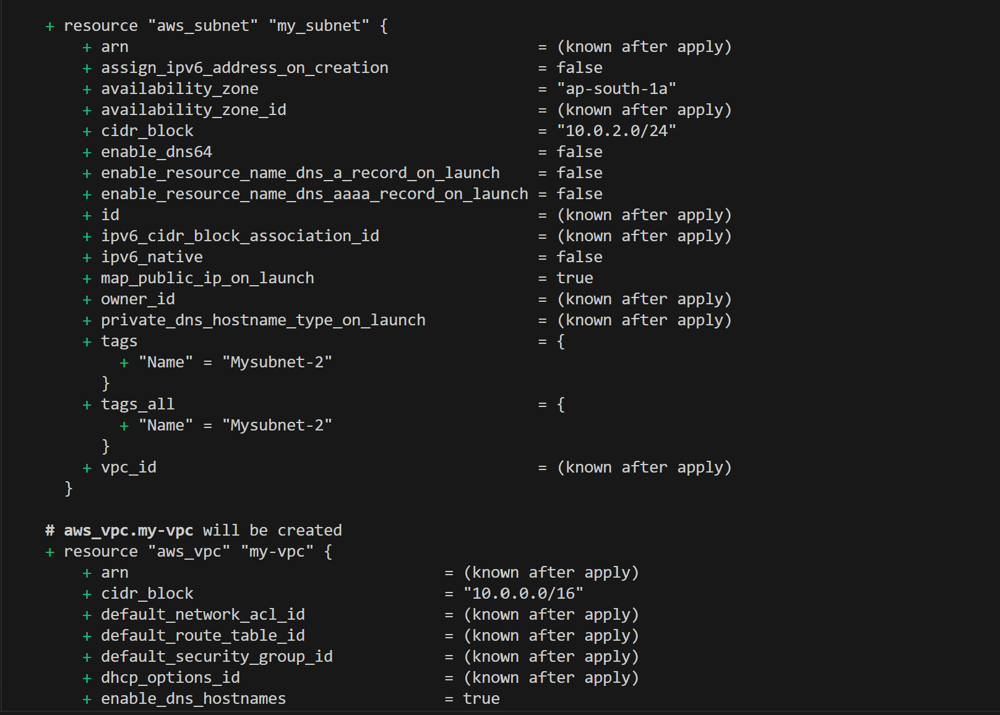 + resource "aws_subnet" "my_subnet" {
+ arn = (known after apply)
+ assign_ipv6_address_on_creation = false
+ availability_zone = "ap-south-1a"
+ availability_zone_id = (known after apply)
+ cidr_block = "10.0.2.0/24"
+ enable_dns64 = false
+ enable_resource_name_dns_a_record_on_launch = false
+ enable_resource_name_dns_aaaa_record_on_launch = false
+ id = (known after apply)
+ ipv6_cidr_block_association_id = (known after apply)
+ ipv6_native = false
+ map_public_ip_on_launch = true
+ owner_id = (known after apply)
+ private_dns_hostname_type_on_launch = (known after apply)
+ tags = {
+ "Name" = "Mysubnet-2"
}
+ tags_all = {
+ "Name" = "Mysubnet-2"
}
+ vpc_id = (known after apply)
}
# aws_vpc.my-vpc will be created
+ resource "aws_vpc" "my-vpc" {
+ arn = (known after apply)
+ cidr_block = "10.0.0.0/16"
+ default_network_acl_id = (known after apply)
+ default_route_table_id = (known after apply)
+ default_security_group_id = (known after apply)
+ dhcp_options_id = (known after apply)
+ enable_dns_hostnames = true